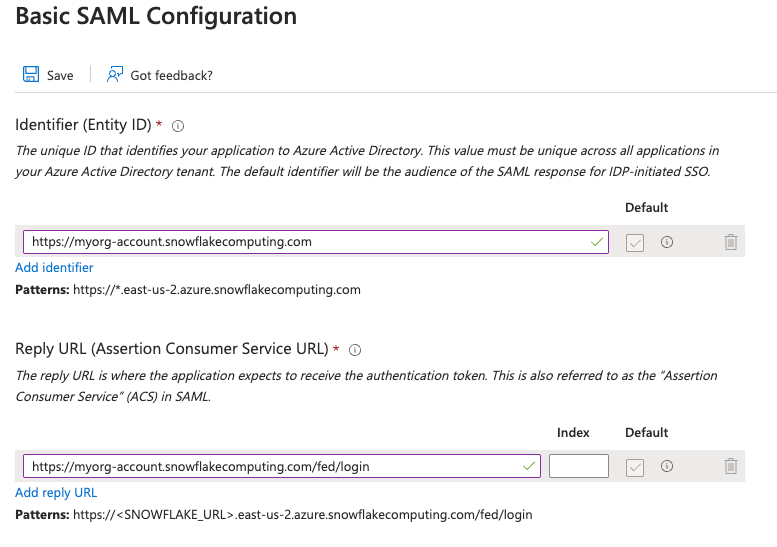 Basic SAML Configuration
Save
Got feedback?
Identifier (Entity ID) *
The unique ID that identifies your application to Azure Active Directory. This value must be unique across all applications in
your Azure Active Directory tenant. The default identifier will be the audience of the SAML response for IDP-initiated SSO.
Default
https://myorg-account.snowflakecomputing.com
Add identifier
Patterns: https://*.east-us-2.azure.snowflakecomputing.com
Reply URL (Assertion Consumer Service URL) *
The reply URL is where the application expects to receive the authentication token. This is also referred to as the “Assertion
Consumer Service” (ACS) in SAML.
Index Default
https://myorg-account.snowflakecomputing.com/fed/login
Add reply URL
Patterns: https://<SNOWFLAKE_URL>.east-us-2.azure.snowflakecomputing.com/fed/login